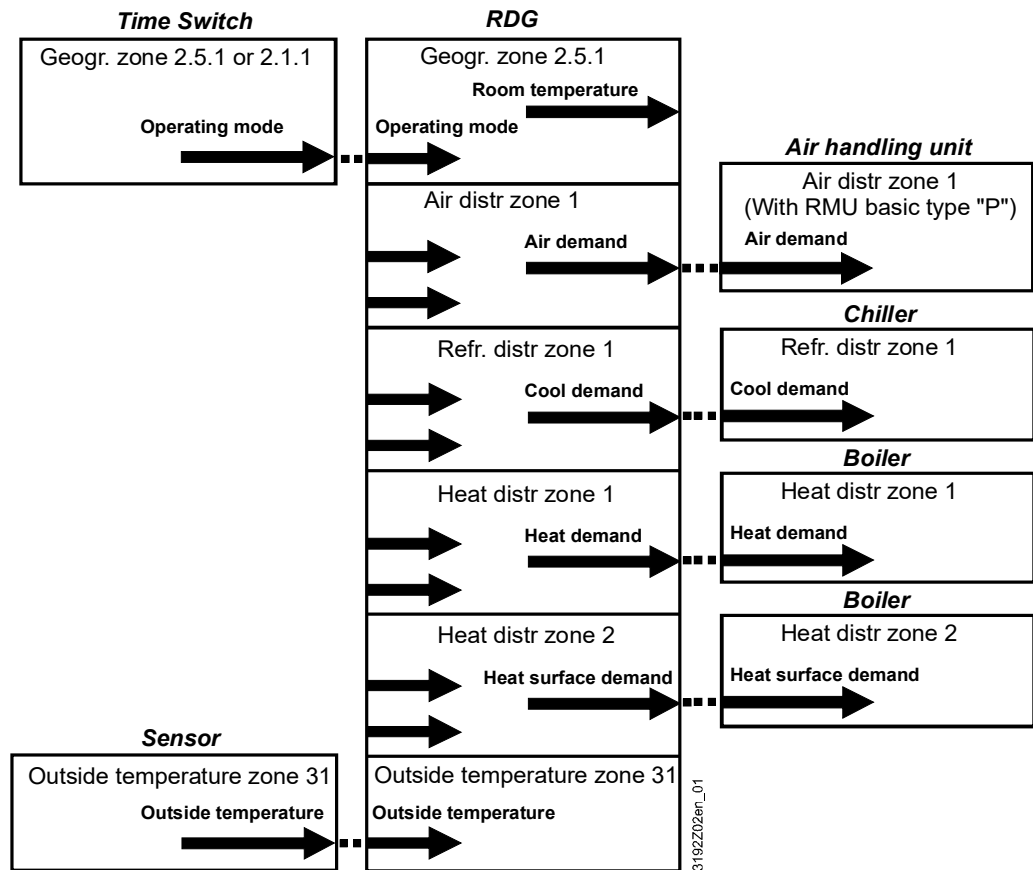 Time Switch
RDG
Geogr. zone 2.5.1 or 2.1.1
Geogr. zone 2.5.1
Room temperature
Operating mode
Operating mode
Air handling unit
Air distr zone 1
Air distr zone 1
(With RMU basic type "P")
Air demand
Air demand
Chiller
Refr. distr zone 1
Refr. distr zone 1
Cool demand
Cool demand
Boiler
Heat distr zone 1
Heat distr zone 1
Heat demand
Heat demand
Boiler
Heat distr zone 2
Heat distr zone 2
Heat surface demand
Heat surface demand
Sensor
Outside temperature zone 31
Outside temperature zone 31
Outside temperature
Outside temperature
3192Z02en_01